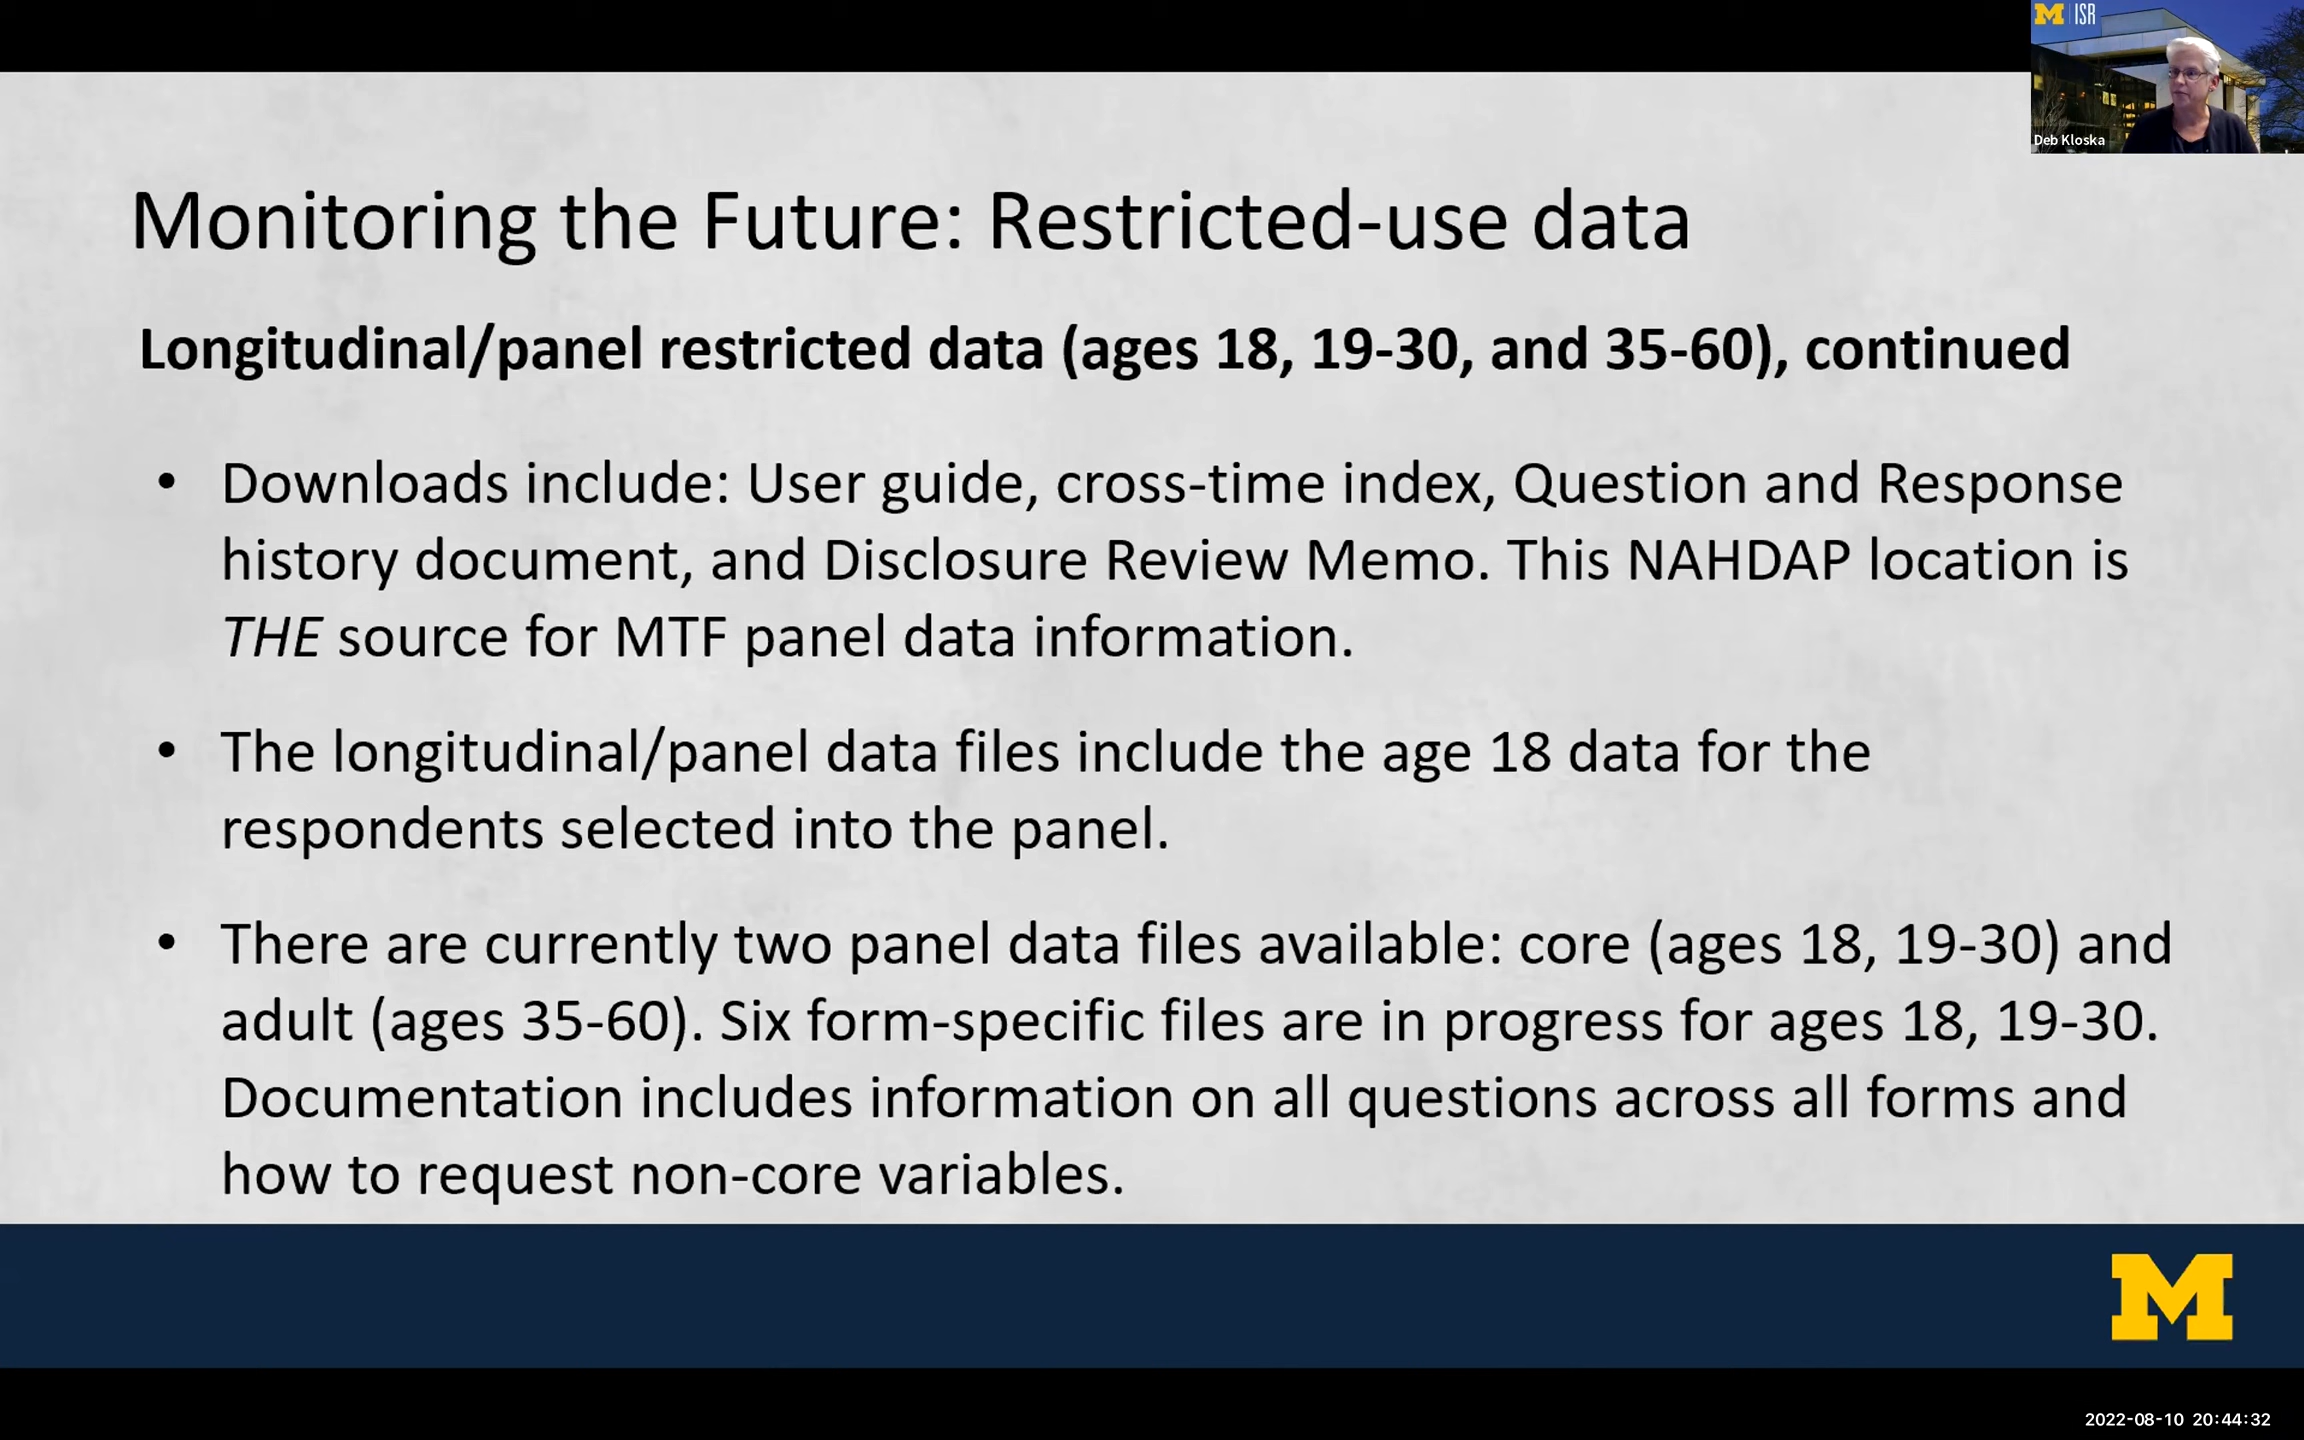 M | ISR
Deb Kloska
Monitoring the Future: Restricted-use data
Longitudinal/panel restricted data (ages 18, 19-30, and 35-60), continued
• Downloads include: User guide, cross-time index, Question and Response
history document, and Disclosure Review Memo. This NAHDAP location is
THE source for MTF panel data information.
• The longitudinal/panel data files include the age 18 data for the
respondents selected into the panel.
• There are currently two panel data files available: core (ages 18, 19-30) and
adult (ages 35-60). Six form-specific files are in progress for ages 18, 19-30.
Documentation includes information on all questions across all forms and
how to request non-core variables.
M
2022-08-10 20:44:32